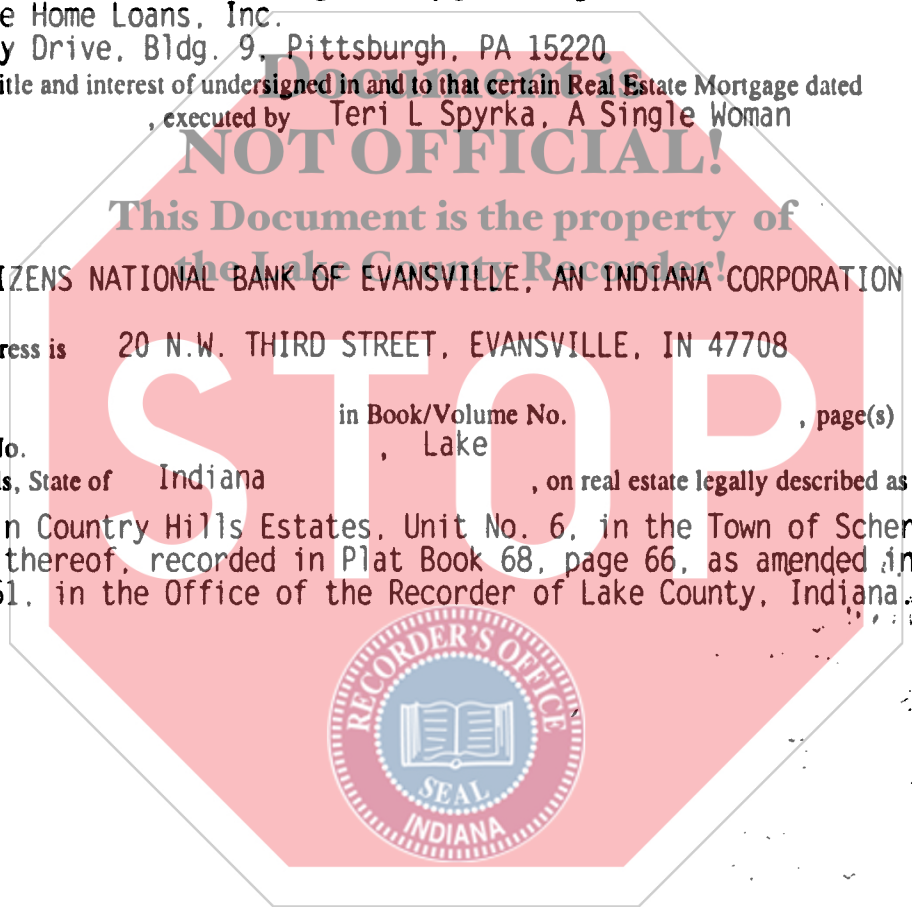 e Home Loans, Inc.
y Drive, Bldg. 9, Pittsburgh, PA 15220
itle and interest of undersigned in and to that certain Real Estate Mortgage dated
Document is
, executed by Teri L Spyrka, A Single Woman
NOT OFFICIAL!
This Document is the property of
the Lake County Recorder!
IZENS NATIONAL BANK OF EVANSVILLE, AN INDIANA CORPORATION
ress is 20 N.W. THIRD STREET, EVANSVILLE, IN 47708
STOP
in Book/Volume No. , page(s)
No.
, Lake
ls, State of Indiana , on real estate legally described as
n Country Hills Estates, Unit No. 6, in the Town of Scher
thereof, recorded in Plat Book 68, page 66, as amended in
61, in the Office of the Recorder of Lake County, Indiana.
RECORDER'S OFFICE
SEAL
INDIANA